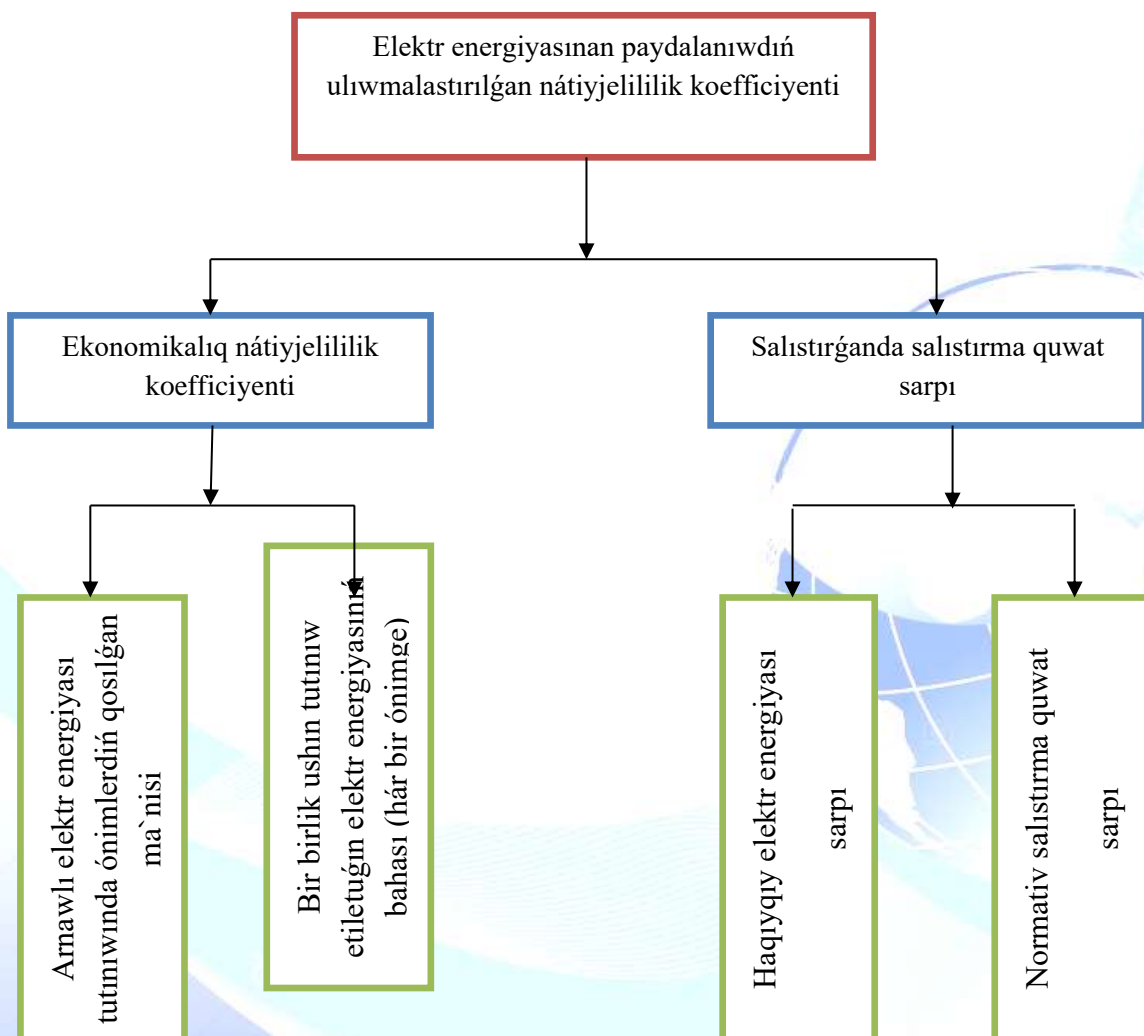 Elektr energiyasınan paydalanıwdıń
ulıwmalastırılǵan nátiyjelililik koefficiyenti
Ekonomikalıq nátiyjelililik
koefficiyenti
Salıstırǵanda salıstırma quwat
sarpı
Arnawlı elektr energiyası
tutınıwında ónimlerdiń qosılǵan
ma`nisi
Bir birlik ushın tutınıw
etiletuǵın elektr energiyasınıń
bahası (hár bir ónimge)
Haqıyqıy elektr energiyası
sarpı
Normativ salıstırma quwat
sarpı